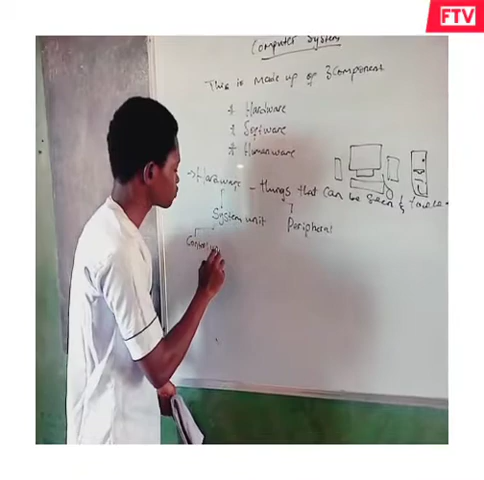 FTV
Computer System
This is made up of 3 Component
* Hardware
* Software
* Humanware
→ Hardware – things that can be seen &
System unit
Peripheral
Control